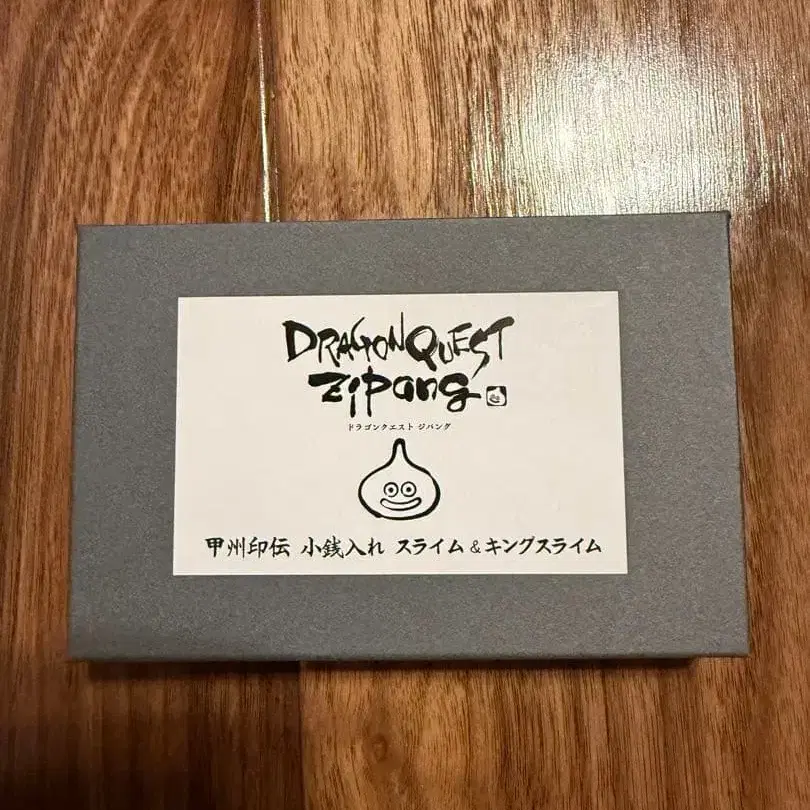 DRAGON QUEST
Zipang
ドラゴンクエスト ジパング
甲州印伝 小銭入れ スライム&キングスライム